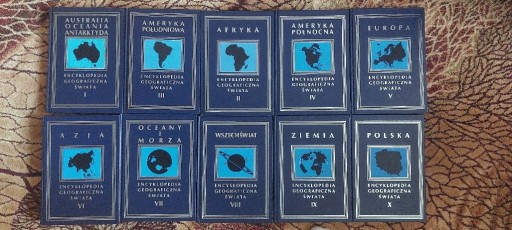 AUSTRALIA
OCEANIA
ANTARKTYDA
ENCYKLOPEDIA
GEOGRAFICZNA
ŚWIATA
I
AMERYKA
POŁUDNIOWA
ENCYKLOPEDIA
GEOGRAFICZNA
ŚWIATA
III
AFRYKA
ENCYKLOPEDIA
GEOGRAFICZNA
ŚWIATA
II
AMERYKA
PÓŁNOCNA
ENCYKLOPEDIA
GEOGRAFICZNA
ŚWIATA
IV
EUROPA
ENCYKLOPEDIA
GEOGRAFICZNA
ŚWIATA
V
AZJA
ENCYKLOPEDIA
GEOGRAFICZNA
ŚWIATA
VI
OCEANY
I
MORZA
ENCYKLOPEDIA
GEOGRAFICZNA
ŚWIATA
VII
WSZECHŚWIAT
ENCYKLOPEDIA
GEOGRAFICZNA
ŚWIATA
VIII
ZIEMIA
ENCYKLOPEDIA
GEOGRAFICZNA
ŚWIATA
IX
POLSKA
ENCYKLOPEDIA
GEOGRAFICZNA
ŚWIATA
X